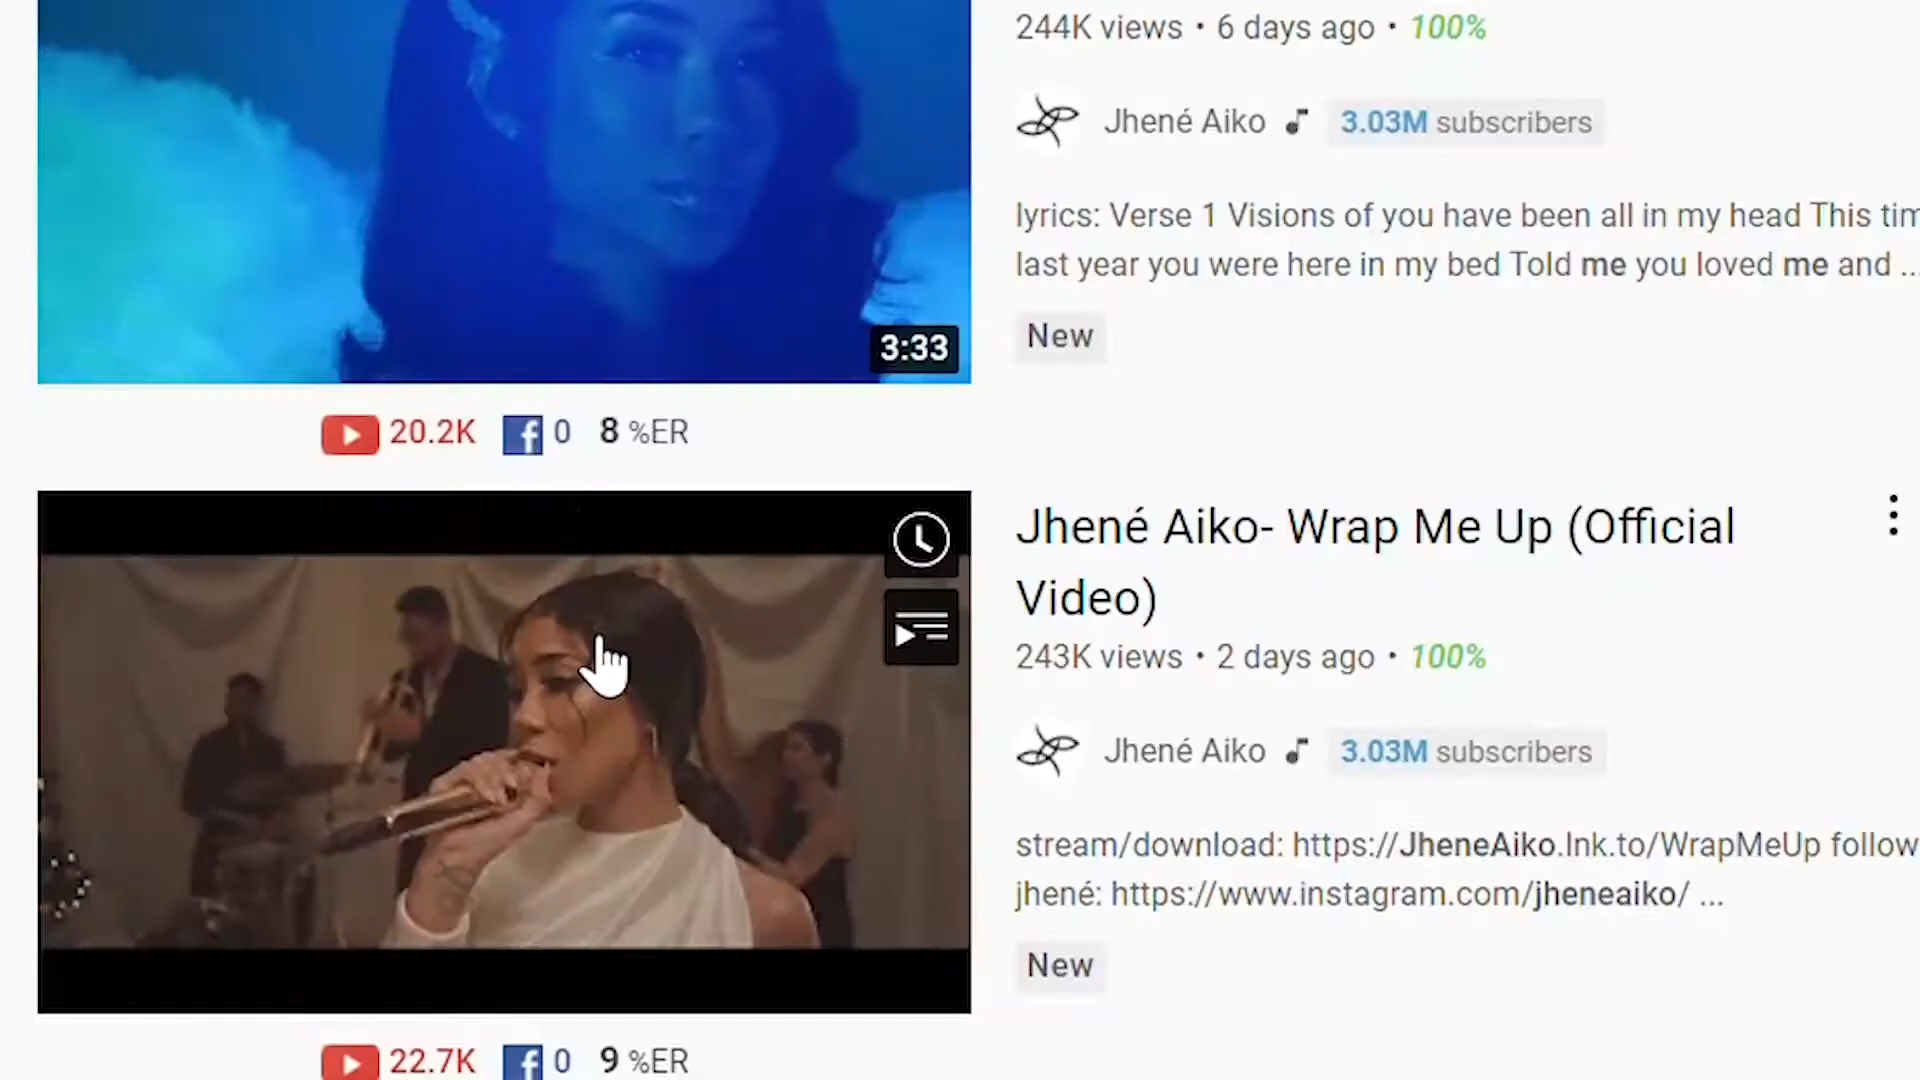 244K views • 6 days ago • 100%
Jhené Aiko 3.03M subscribers
lyrics: Verse 1 Visions of you have been all in my head This tim
last year you were here in my bed Told me you loved me and ...
New
3:33
20.2K 0 8 %ER
Jhené Aiko- Wrap Me Up (Official
Video)
243K views • 2 days ago • 100%
Jhené Aiko 3.03M subscribers
stream/download: https://JheneAiko.lnk.to/WrapMeUp follow
jhené: https://www.instagram.com/jheneaiko/ ...
New
22.7K 0 9 %ER